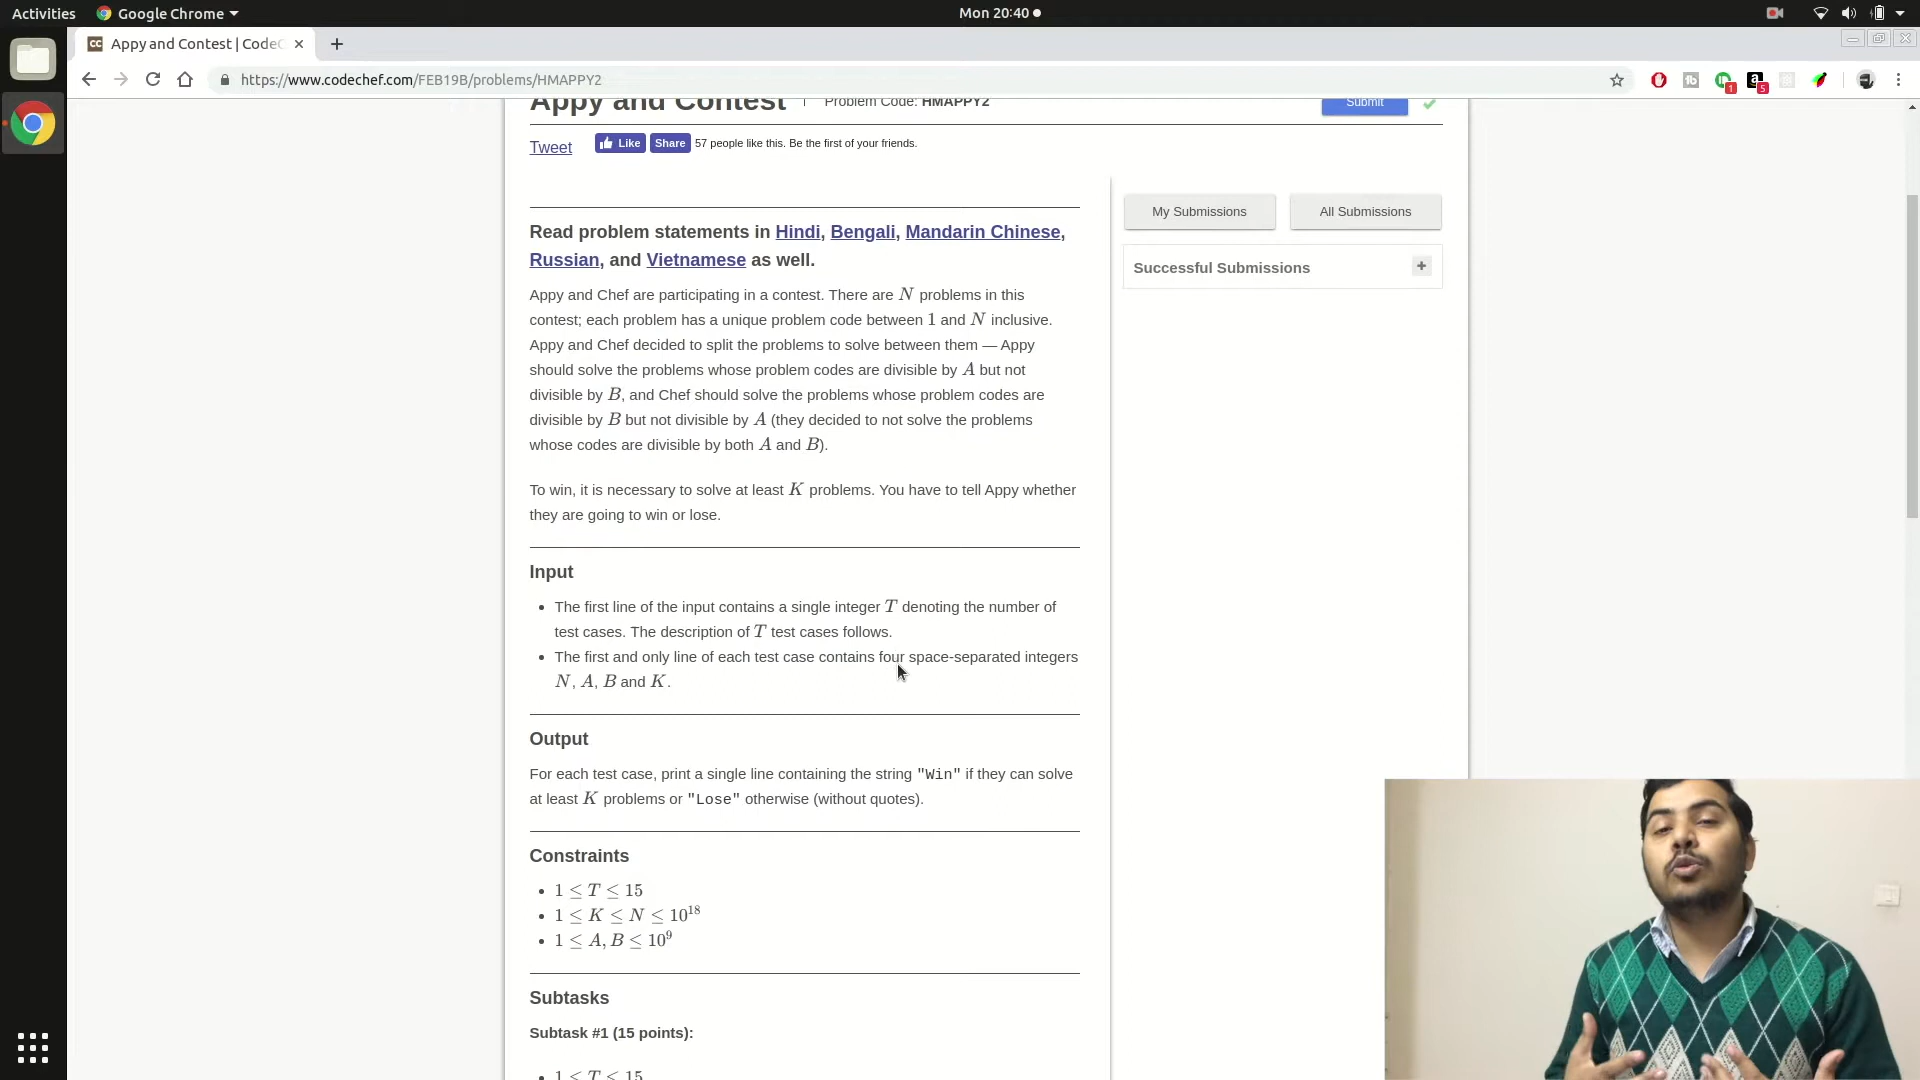 Activities
Google Chrome
Mon 20:40
Appy and Contest | CodeC
https://www.codechef.com/FEB19B/problems/HMAPPY2
1
5
Appy and Contest
Problem Code: HMAPPY2
Submit
Tweet
Like
Share
57 people like this. Be the first of your friends.
My Submissions
All Submissions
Successful Submissions
+
Read problem statements in Hindi, Bengali, Mandarin Chinese,
Russian, and Vietnamese as well.
Appy and Chef are participating in a contest. There are N problems in this
contest; each problem has a unique problem code between 1 and N inclusive.
Appy and Chef decided to split the problems to solve between them — Appy
should solve the problems whose problem codes are divisible by A but not
divisible by B, and Chef should solve the problems whose problem codes are
divisible by B but not divisible by A (they decided to not solve the problems
whose codes are divisible by both A and B).
To win, it is necessary to solve at least K problems. You have to tell Appy whether
they are going to win or lose.
Input
• The first line of the input contains a single integer T denoting the number of
test cases. The description of T test cases follows.
• The first and only line of each test case contains four space-separated integers
N, A, B and K.
Output
For each test case, print a single line containing the string "Win" if they can solve
at least K problems or "Lose" otherwise (without quotes).
Constraints
• 1 ≤ T ≤ 15
• 1 ≤ K ≤ N ≤ 10^18
• 1 ≤ A, B ≤ 10^9
Subtasks
Subtask #1 (15 points):
• 1 ≤ T ≤ 15